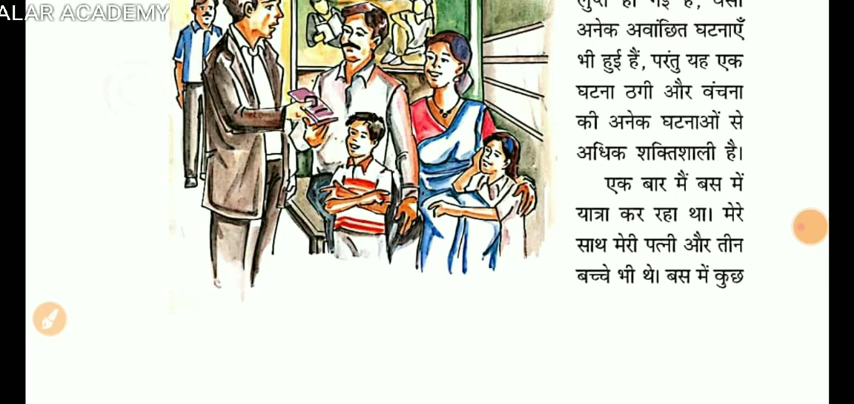 ALAR ACADEMY
लुप्त हो गई है, वैसी
अनेक अवांछित घटनाएँ
भी हुई हैं, परंतु यह एक
घटना ठगी और वंचना
की अनेक घटनाओं से
अधिक शक्तिशाली है।
एक बार मैं बस में
यात्रा कर रहा था। मेरे
साथ मेरी पत्नी और तीन
बच्चे भी थे। बस में कुछ